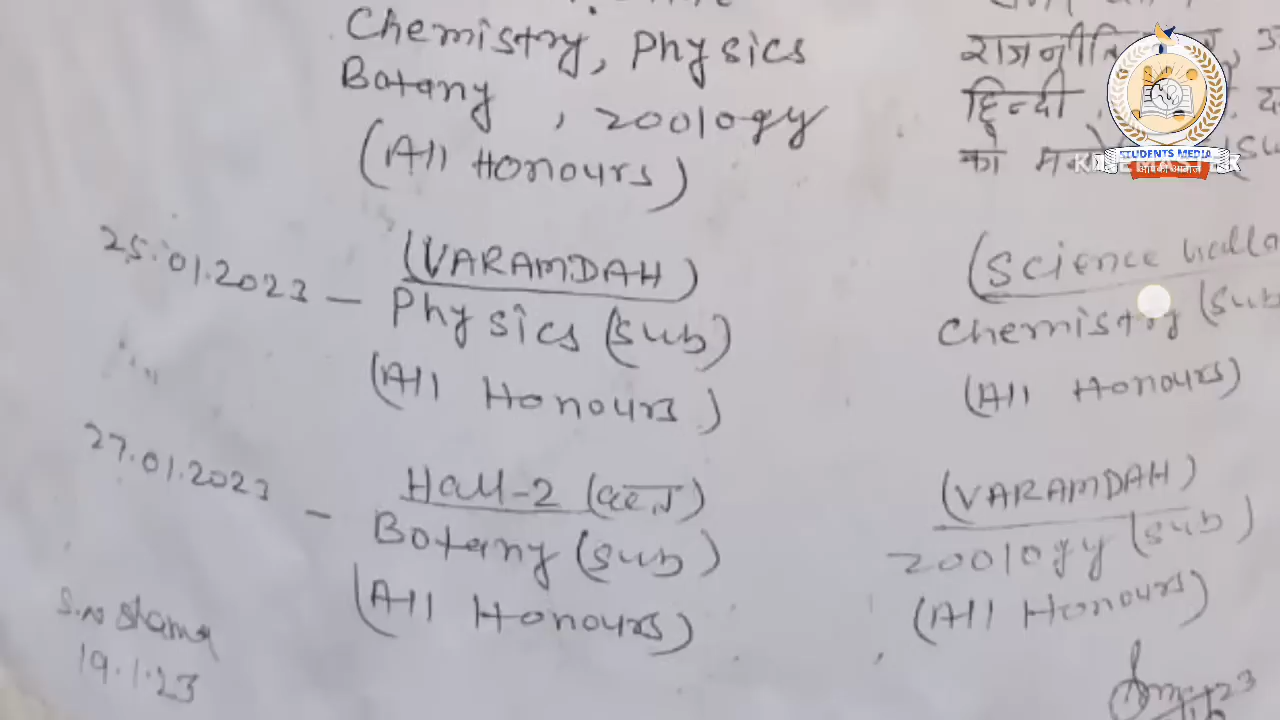 Chemistry, Physics
Botany, Zoology
(All Honours)
हिन्दी
को
STUDENTS MEDIA
आपकी आवाज
25.01.2023 – (VARAMDAH)
Physics (Sub)
(All Honours)
(Science
Chemistry (Sub
(All Honours)
27.01.2023 – Hall-2
Botany (Sub)
(All Honours)
(VARAMDAH)
Zoology (Sub)
(All Honours)
19.1.23